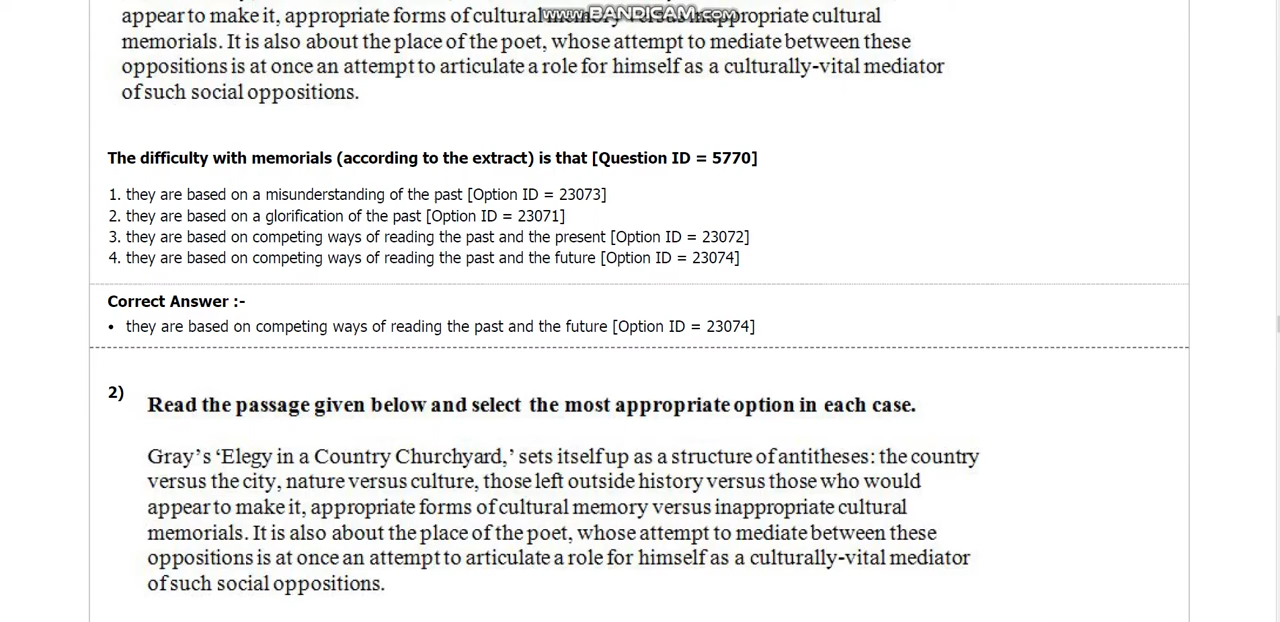 appear to make it, appropriate forms of cultural memory versus inappropriate cultural
www.BANDICAM.com
memorials. It is also about the place of the poet, whose attempt to mediate between these
oppositions is at once an attempt to articulate a role for himself as a culturally-vital mediator
of such social oppositions.
The difficulty with memorials (according to the extract) is that [Question ID = 5770]
1. they are based on a misunderstanding of the past [Option ID = 23073]
2. they are based on a glorification of the past [Option ID = 23071]
3. they are based on competing ways of reading the past and the present [Option ID = 23072]
4. they are based on competing ways of reading the past and the future [Option ID = 23074]
Correct Answer :-
• they are based on competing ways of reading the past and the future [Option ID = 23074]
2)
Read the passage given below and select the most appropriate option in each case.
Gray's 'Elegy in a Country Churchyard,' sets itself up as a structure of antitheses: the country
versus the city, nature versus culture, those left outside history versus those who would
appear to make it, appropriate forms of cultural memory versus inappropriate cultural
memorials. It is also about the place of the poet, whose attempt to mediate between these
oppositions is at once an attempt to articulate a role for himself as a culturally-vital mediator
of such social oppositions.